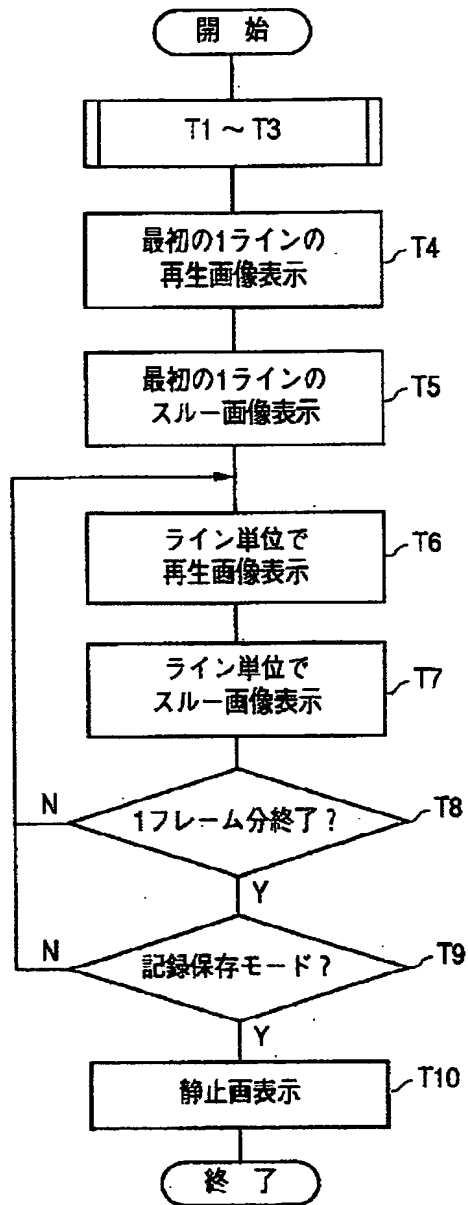 開 始
T1 ～ T3
最初の1ラインの
再生画像表示
T4
最初の1ラインの
スルー画像表示
T5
ライン単位で
再生画像表示
T6
ライン単位で
スルー画像表示
T7
N
1フレーム分終了？
T8
Y
N
記録保存モード？
T9
Y
静止画表示
T10
終 了